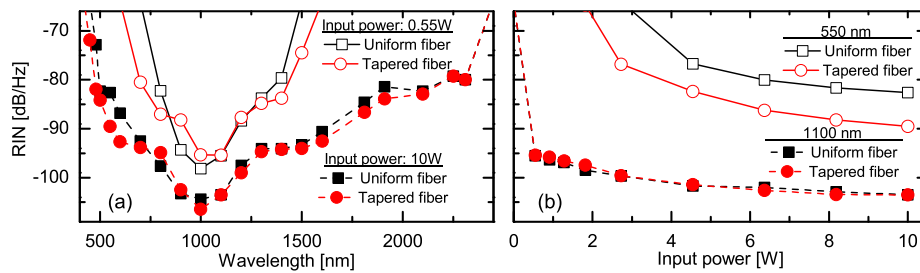 -70
-80
-90
-100
RIN [dB/Hz]
Input power: 0.55W
Uniform fiber
Tapered fiber
Input power: 10W
Uniform fiber
Tapered fiber
(a)
500 1000 1500 2000
Wavelength [nm]
550 nm
Uniform fiber
Tapered fiber
1100 nm
Uniform fiber
Tapered fiber
(b)
0 2 4 6 8 10
Input power [W]